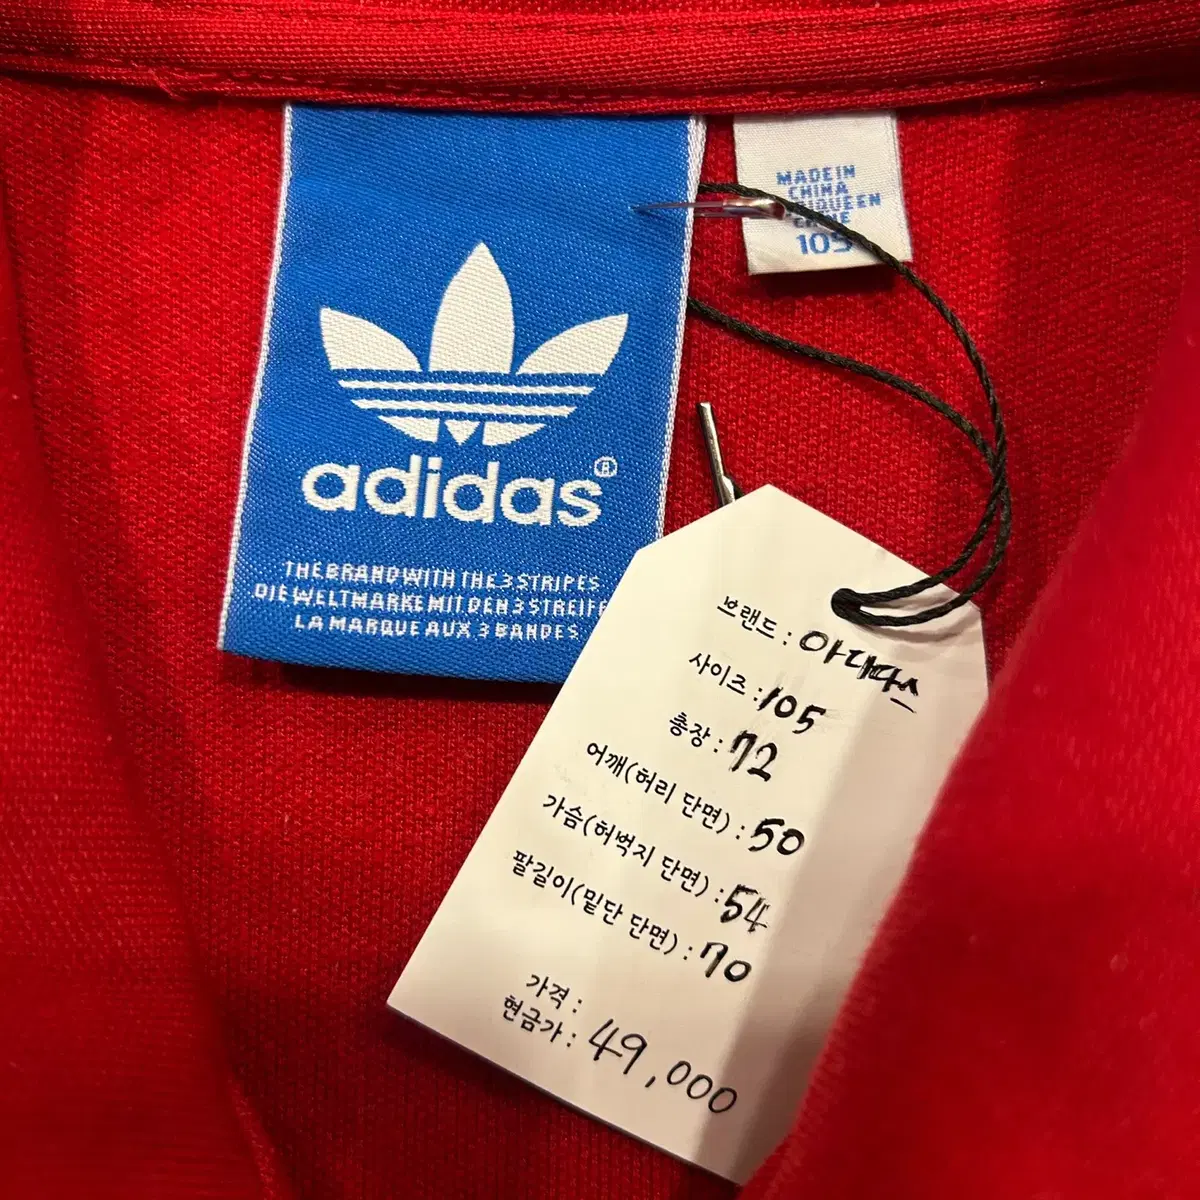 adidas®
THE BRAND WITH THE 3 STRIPES
DIE WELTMARKE MIT DEN 3 STREIFE
LA MARQUE AUX 3 BANDES
MADE IN
CHINA
105
브랜드 : 아디다스
사이즈 : 105
총장 : 72
어깨(허리 단면) : 50
가슴(허벅지 단면) : 54
팔길이(밑단 단면) : 70
가격 :
현금가 : 49,000